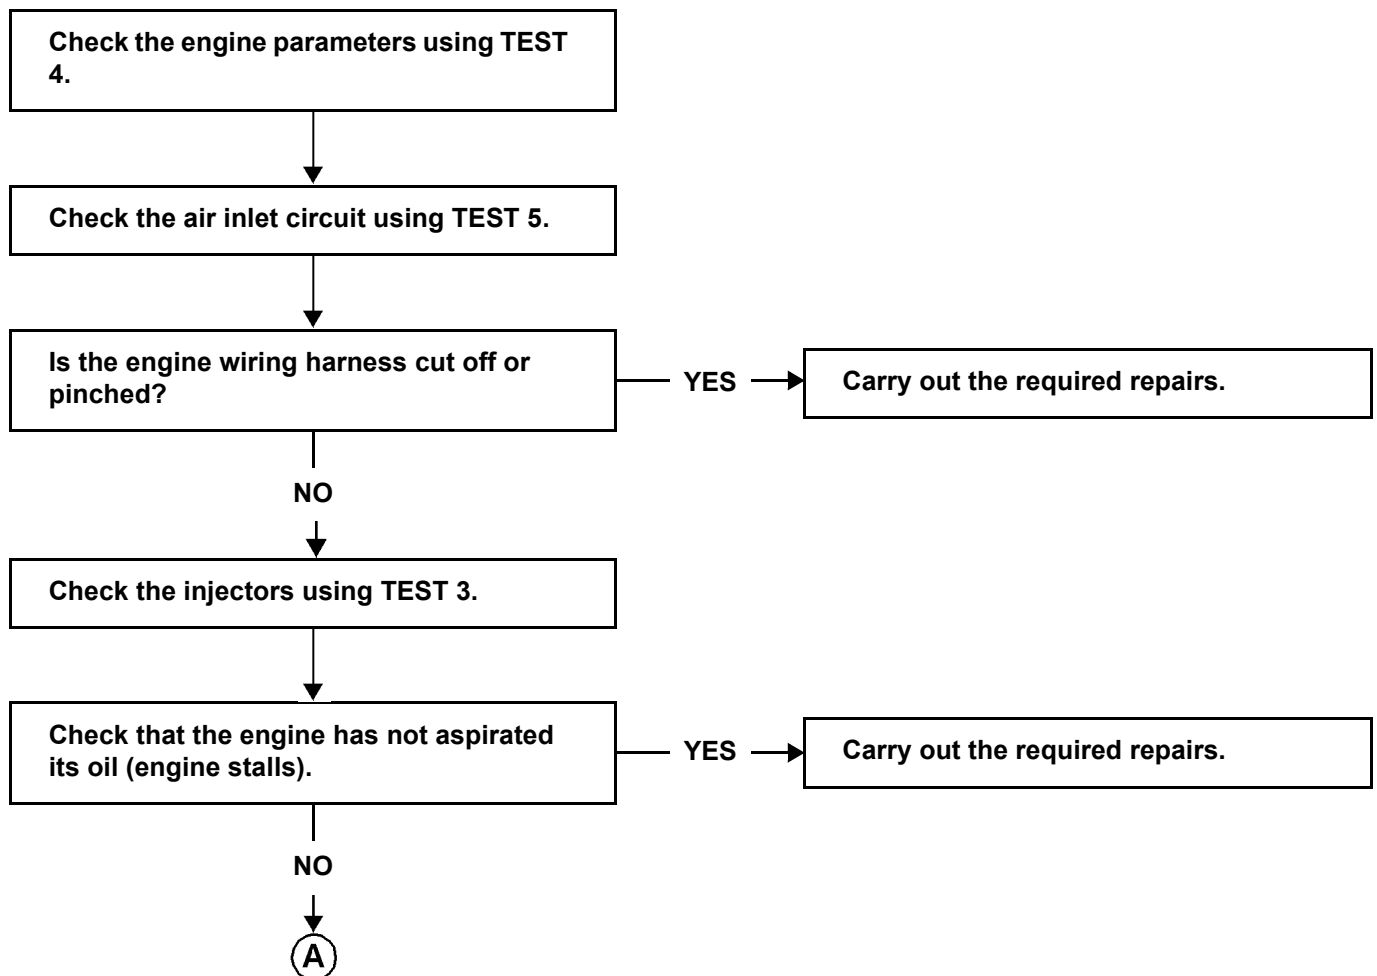 Check the engine parameters using TEST
4.
Check the air inlet circuit using TEST 5.
Is the engine wiring harness cut off or
pinched?
YES
Carry out the required repairs.
NO
Check the injectors using TEST 3.
Check that the engine has not aspirated
its oil (engine stalls).
YES
Carry out the required repairs.
NO
A